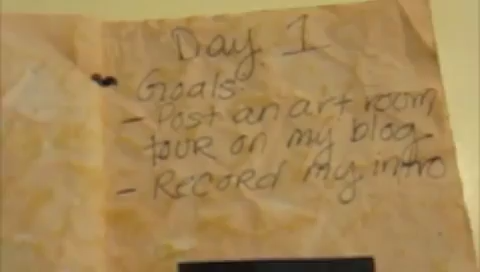 Day 1
Goals:
- Post an art room
tour on my blog.
- Record my intro